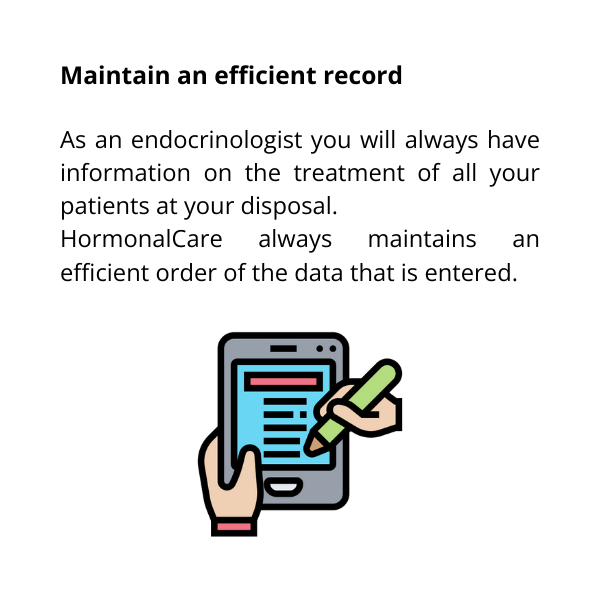 Maintain an efficient record
As an endocrinologist you will always have
information on the treatment of all your
patients at your disposal.
HormonalCare always maintains an
efficient order of the data that is entered.